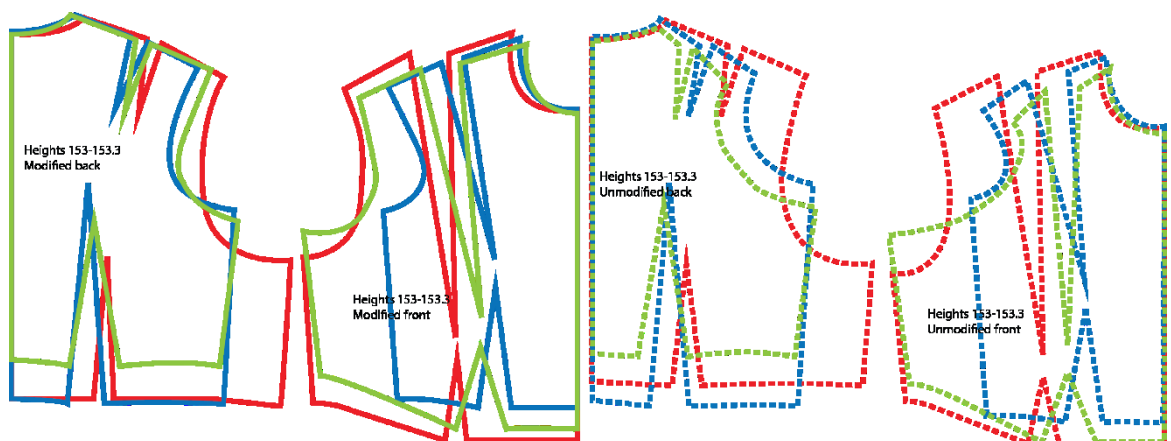 Heights 153-153.3
Modified back
Heights 153-153.3
Modified front
Heights 153-153.3
Unmodified back
Heights 153-153.3
Unmodified front